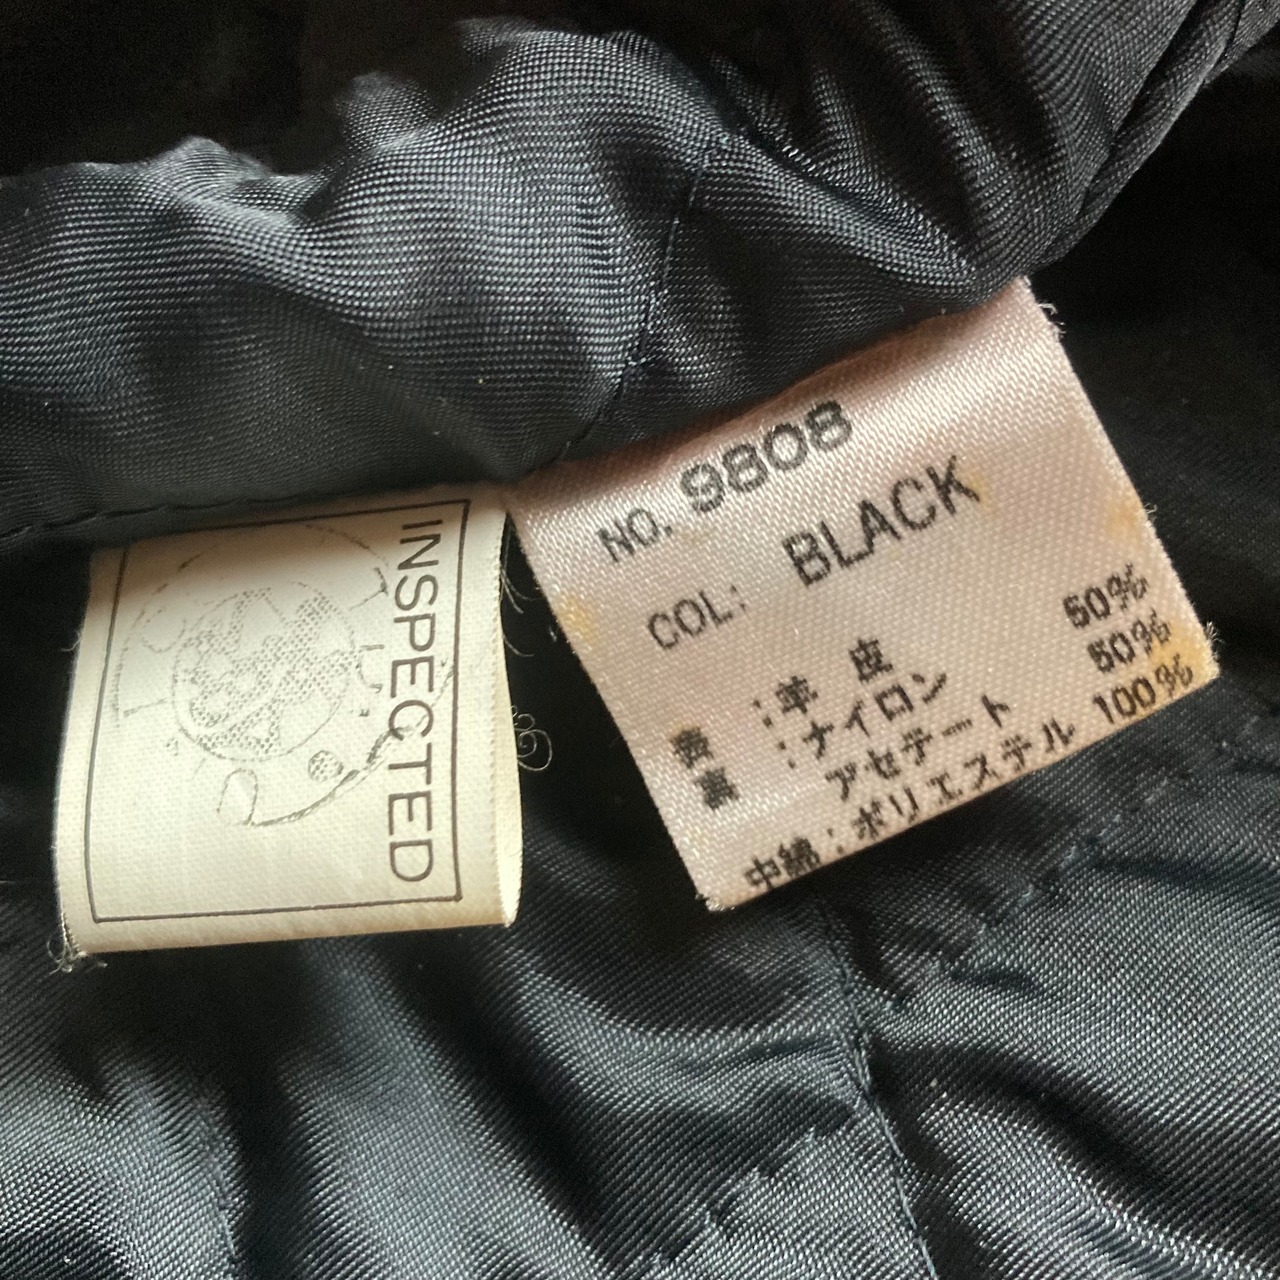 INSPECTED
NO. 9808
COL: BLACK
表 : 羊 皮
裏 : ナイロン 50%
アセテート 50%
中綿 : ポリエステル 100%